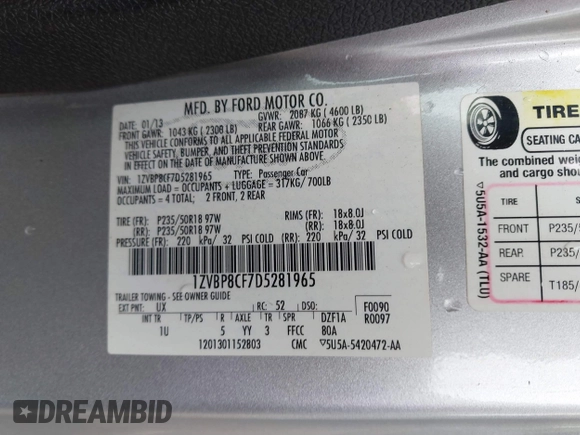 MFD. BY FORD MOTOR CO.
DATE: 01/13 GVWR: 2087 KG ( 4600 LB)
FRONT GAWR: 1043 KG ( 2300 LB) REAR GAWR: 1066 KG ( 2350 LB)
THIS VEHICLE CONFORMS TO ALL APPLICABLE FEDERAL MOTOR
VEHICLE SAFETY, BUMPER, AND THEFT PREVENTION STANDARDS
IN EFFECT ON THE DATE OF MANUFACTURE SHOWN ABOVE.
VIN: 1ZVBP8CF7D5281965 TYPE: Passenger Car
MAXIMUM LOAD = OCCUPANTS + LUGGAGE = 317KG/ 700LB
OCCUPANTS = 4 TOTAL: 2 FRONT, 2 REAR
TIRE (FR): P235/50R18 97W RIMS (FR): 18x8.0J
(RR): P235/50R18 97W (RR): 18x8.0J
PRESSURE (FR): 220 kPa/ 32 PSI COLD (RR): 220 kPa/ 32 PSI COLD
1ZVBP8CF7D5281965
TRAILER TOWING - SEE OWNER GUIDE
EXT PNT: UX RC: 52 DSO: F0090
INT TR TP/PS R AXLE TR SPR DZF1A R0097
1U 5 YY 3 FFCC 80A
1201301152803 CMC ▽5U5A-5420472-AA
▽5U5A-1532-AA (TLU)
TIRE
SEATING CA
The combined wei
and cargo shou
TIRE S
FRONT P235/5
REAR P235/
SPARE T185/
DREAMBID